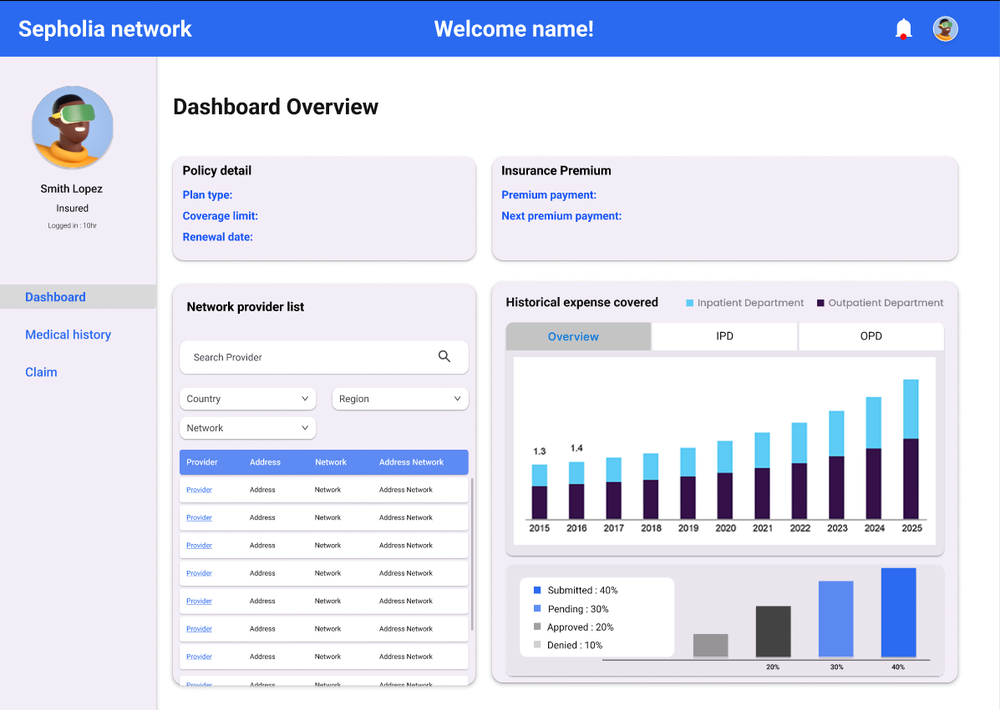 Sepholia network
Welcome name!
Smith Lopez
Insured
Logged in : 10hr
Dashboard
Medical history
Claim
Dashboard Overview
Policy detail
Plan type:
Coverage limit:
Renewal date:
Insurance Premium
Premium payment:
Next premium payment:
Network provider list
Search Provider
Country
Region
Network
Provider Address Network Address Network
Provider Address Network Address Network
Provider Address Network Address Network
Provider Address Network Address Network
Provider Address Network Address Network
Provider Address Network Address Network
Provider Address Network Address Network
Provider Address Network Address Network
Provider Address Network Address Network
Historical expense covered
Inpatient Department
Outpatient Department
Overview
IPD
OPD
1.3 1.4
2015 2016 2017 2018 2019 2020 2021 2022 2023 2024 2025
Submitted : 40%
Pending : 30%
Approved : 20%
Denied : 10%
20% 30% 40%